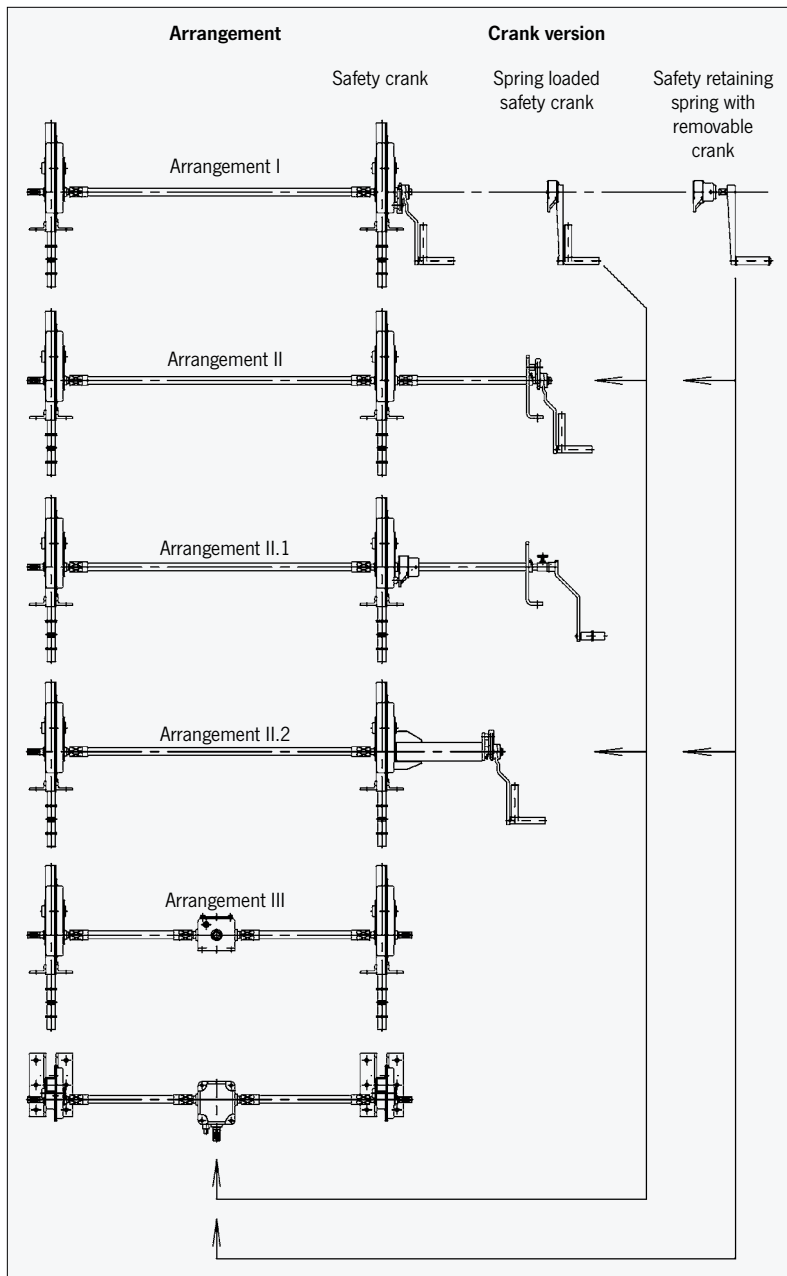 Arrangement
Crank version
Safety crank
Spring loaded
safety crank
Safety retaining
spring with
removable
crank
Arrangement I
Arrangement II
Arrangement II.1
Arrangement II.2
Arrangement III